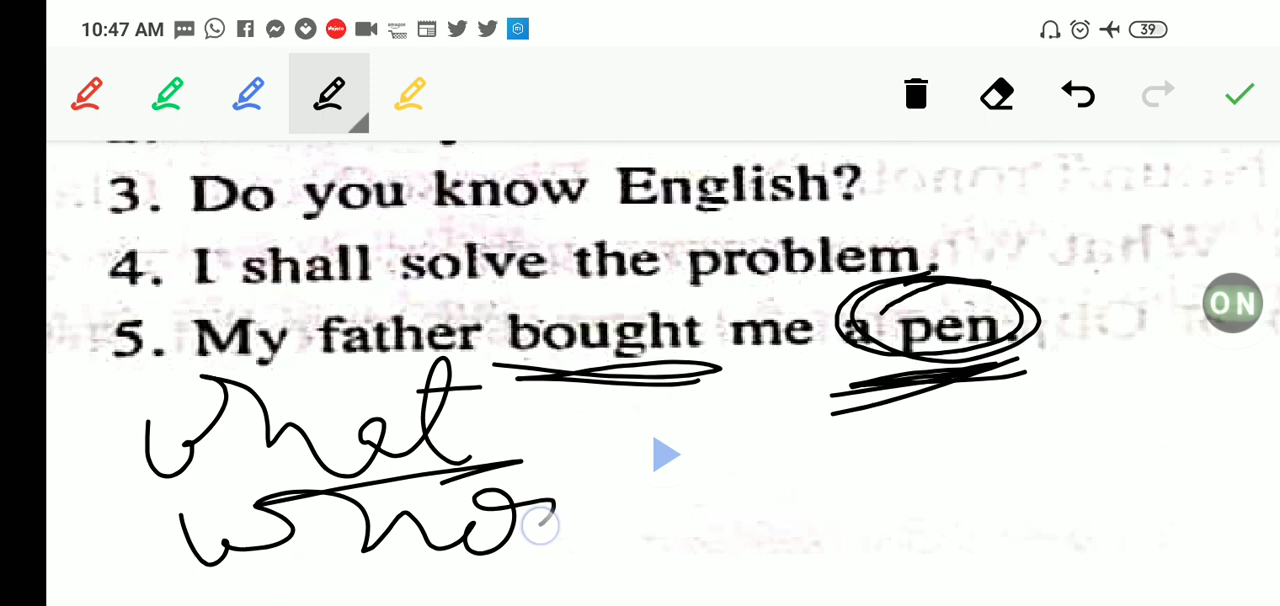 10:47 AM 39
3. Do you know English?
4. I shall solve the problem.
ON
5. My father bought me a pen.
what
who